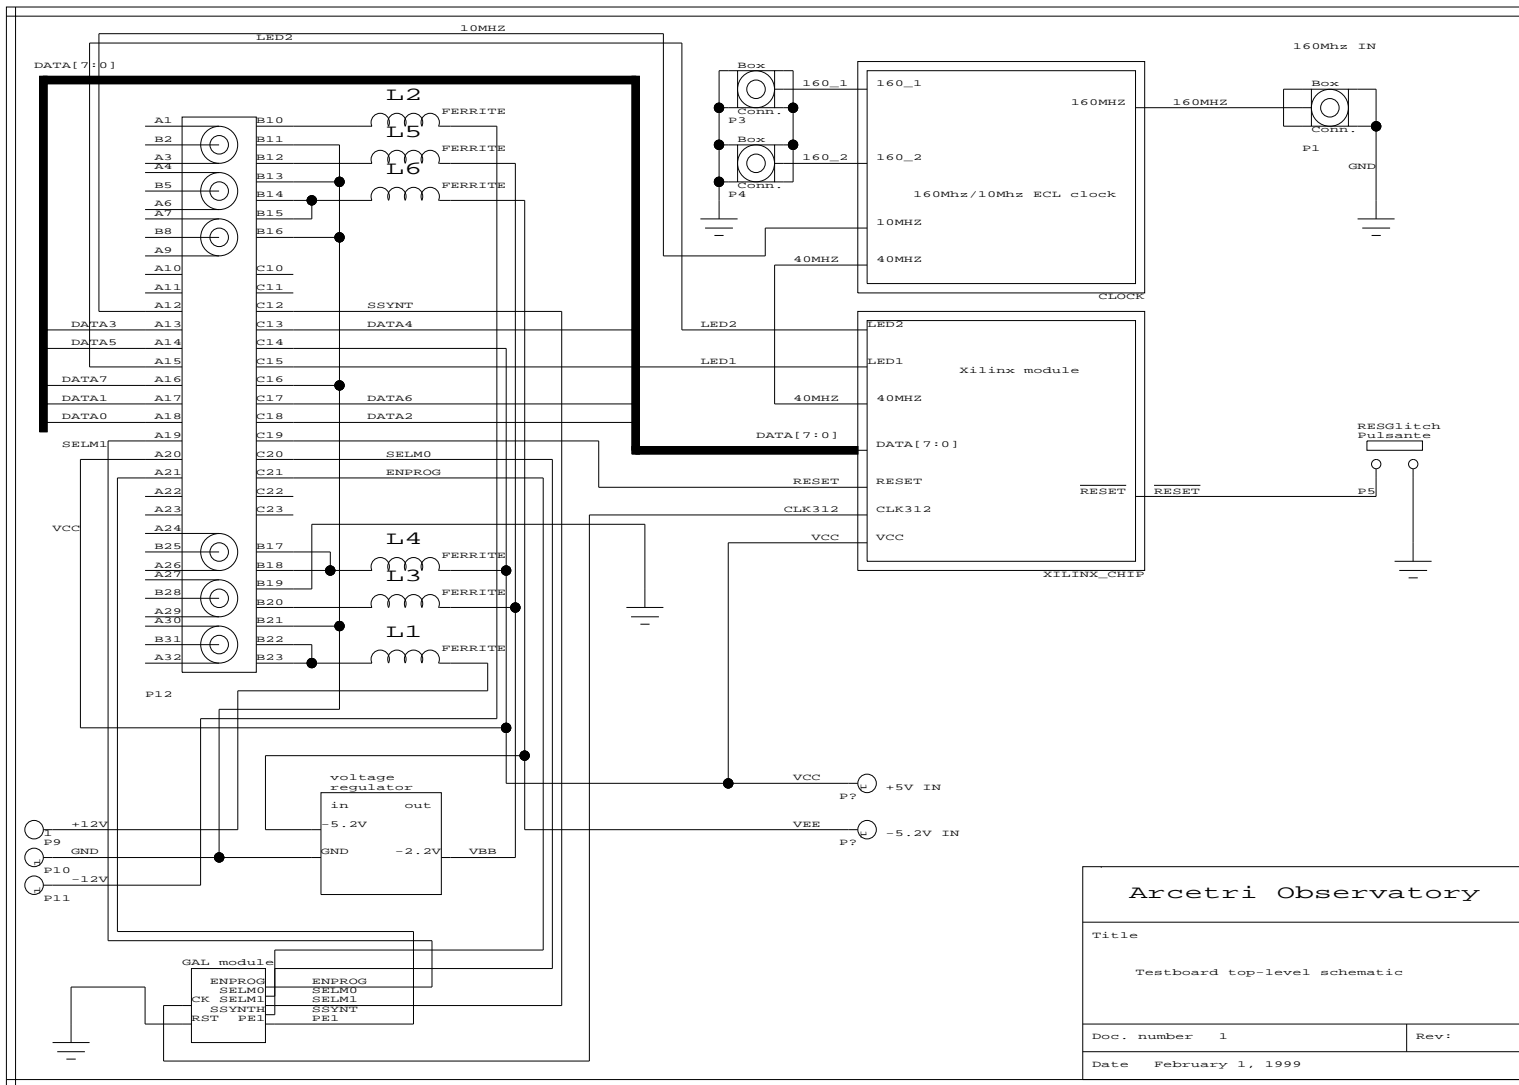 10MHZ
LED2
DATA[7:0]
L2
FERRITE
L5
FERRITE
L6
FERRITE
A1
B2
A3
A4
B5
A6
A7
B8
A9
A10
A11
A12
A13
A14
A15
A16
A17
A18
A19
A20
A21
A22
A23
A24
B25
A26
A27
B28
A29
A30
B31
A32
B10
B11
B12
B13
B14
B15
B16
C10
C11
C12
C13
C14
C15
C16
C17
C18
C19
C20
C21
C22
C23
B17
B18
B19
B20
B21
B22
B23
P12
DATA3
DATA5
DATA7
DATA1
DATA0
SELM1
VCC
SSYNT
DATA4
DATA6
DATA2
SELM0
ENPROG
L4
FERRITE
L3
FERRITE
L1
FERRITE
Box
Conn.
P3
Box
Conn.
P4
160_1
160_2
160_1
160MHZ
160_2
160Mhz/10Mhz ECL clock
10MHZ
40MHZ
40MHZ
CLOCK
160MHZ
160Mhz IN
Box
Conn.
P1
GND
LED2
LED2
LED1
LED1
Xilinx module
40MHZ
40MHZ
DATA[7:0]
DATA[7:0]
RESET
RESET
CLK312
CLK312
VCC
VCC
RESET
RESET
XILINX_CHIP
RESGlitch
Pulsante
P5
voltage
regulator
in
out
-5.2V
GND
-2.2V
VBB
VCC
P?
+5V IN
VEE
P?
-5.2V IN
+12V
1
P9
GND
1
P10
-12V
1
P11
GAL module
ENPROG
SELM0
CK SELM1
SSYNTH
RST PE1
ENPROG
SELM0
SELM1
SSYNT
PE1
Arcetri Observatory
Title
Testboard top-level schematic
Doc. number 1
Rev:
Date February 1, 1999